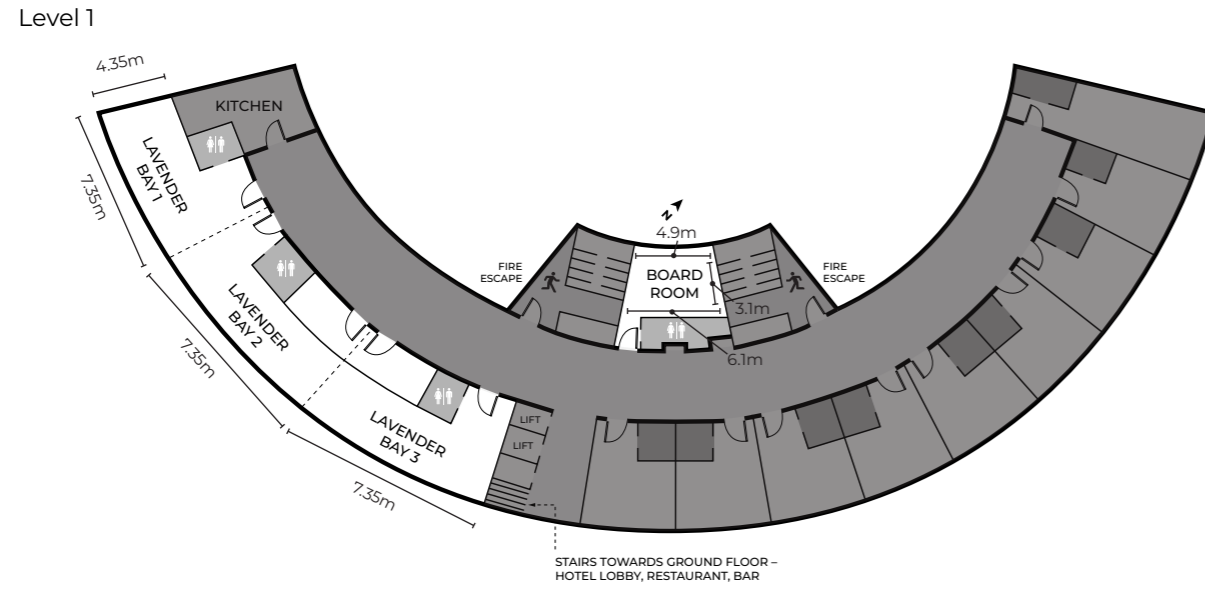 Level 1
4.35m
KITCHEN
LAVENDER
BAY 1
7.35m
LAVENDER
BAY 2
7.35m
LAVENDER
BAY 3
7.35m
LIFT
LIFT
FIRE
ESCAPE
N
4.9m
BOARD
ROOM
3.1m
6.1m
FIRE
ESCAPE
STAIRS TOWARDS GROUND FLOOR –
HOTEL LOBBY, RESTAURANT, BAR